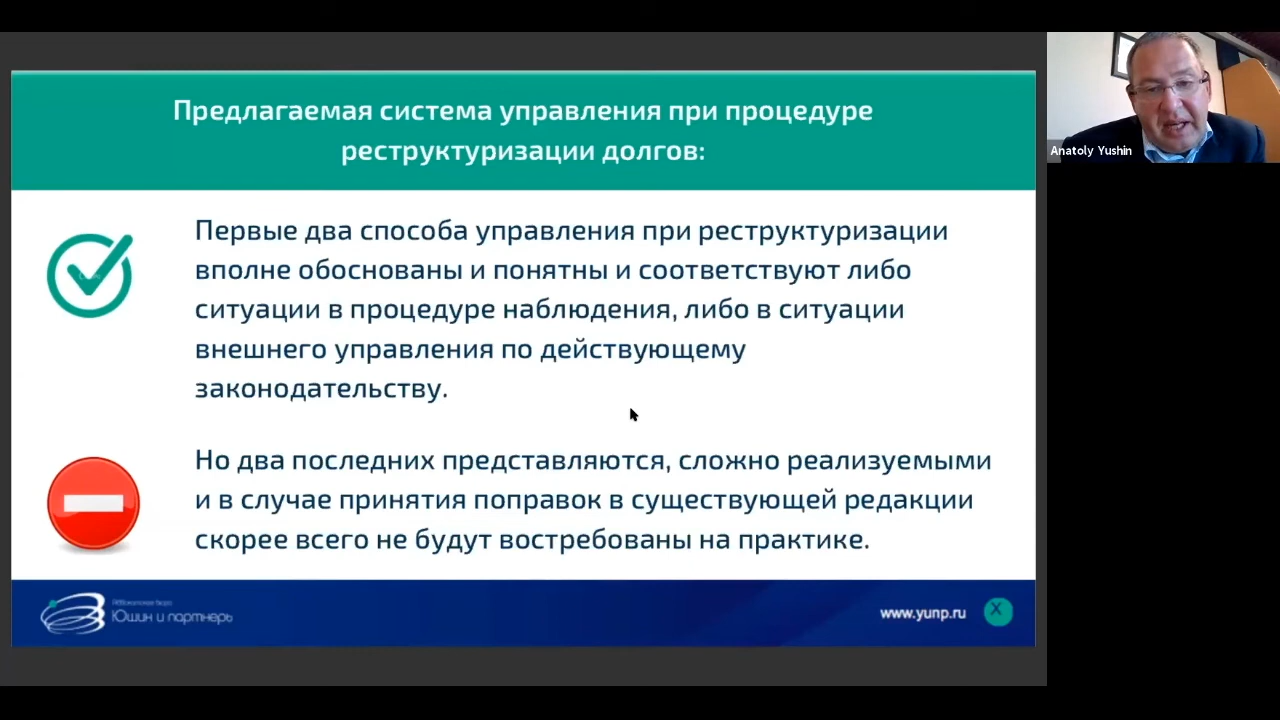 Предлагаемая система управления при процедуре
реструктуризации долгов:
Anatoly Yushin
Первые два способа управления при реструктуризации
вполне обоснованы и понятны и соответствуют либо
ситуации в процедуре наблюдения, либо в ситуации
внешнего управления по действующему
законодательству.
Но два последних представляются, сложно реализуемыми
и в случае принятия поправок в существующей редакции
скорее всего не будут востребованы на практике.
Юшин и партнеры
www.yunp.ru
X